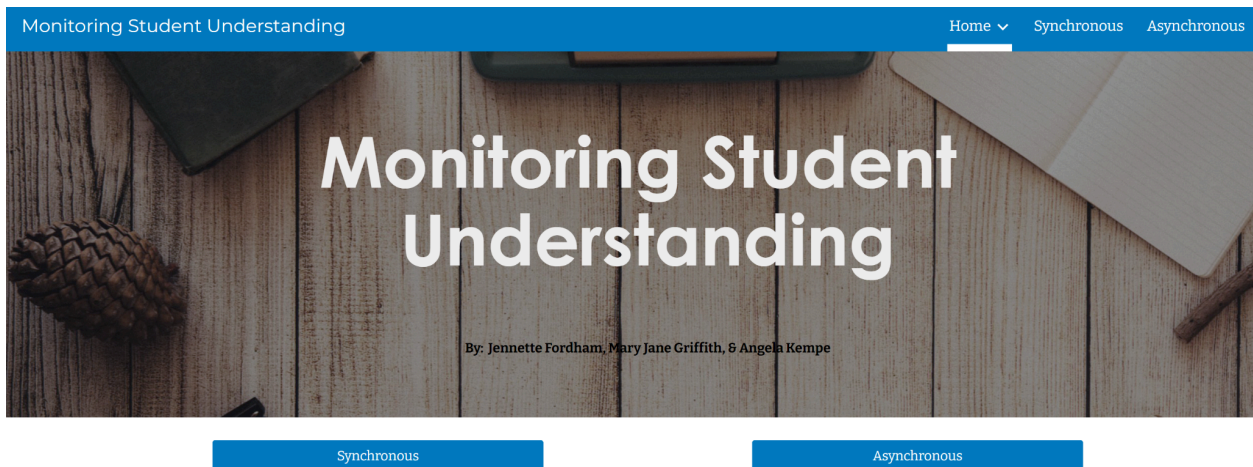 Monitoring Student Understanding
Home Synchronous Asynchronous
Monitoring Student
Understanding
By: Jennette Fordham, Mary Jane Griffith, & Angela Kempe
Synchronous Asynchronous